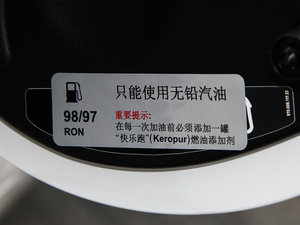 只能使用无铅汽油
98/97
RON
重要提示:
在每一次加油前必须添加一罐
“快乐跑”(Keropur)燃油添加剂